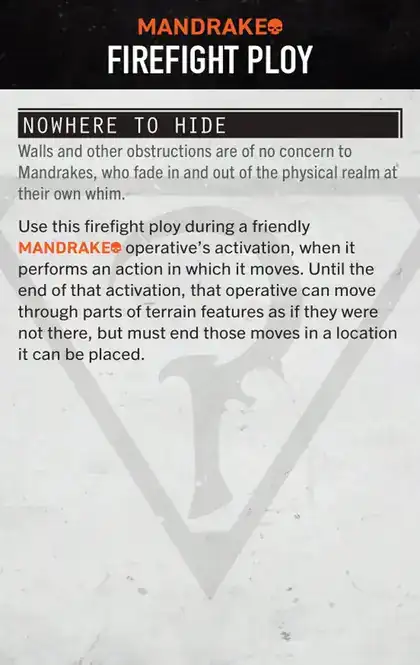 MANDRAKE
FIREFIGHT PLOY
NOWHERE TO HIDE
Walls and other obstructions are of no concern to
Mandrakes, who fade in and out of the physical realm at
their own whim.
Use this firefight ploy during a friendly
MANDRAKE operative's activation, when it
performs an action in which it moves. Until the
end of that activation, that operative can move
through parts of terrain features as if they were
not there, but must end those moves in a location
it can be placed.